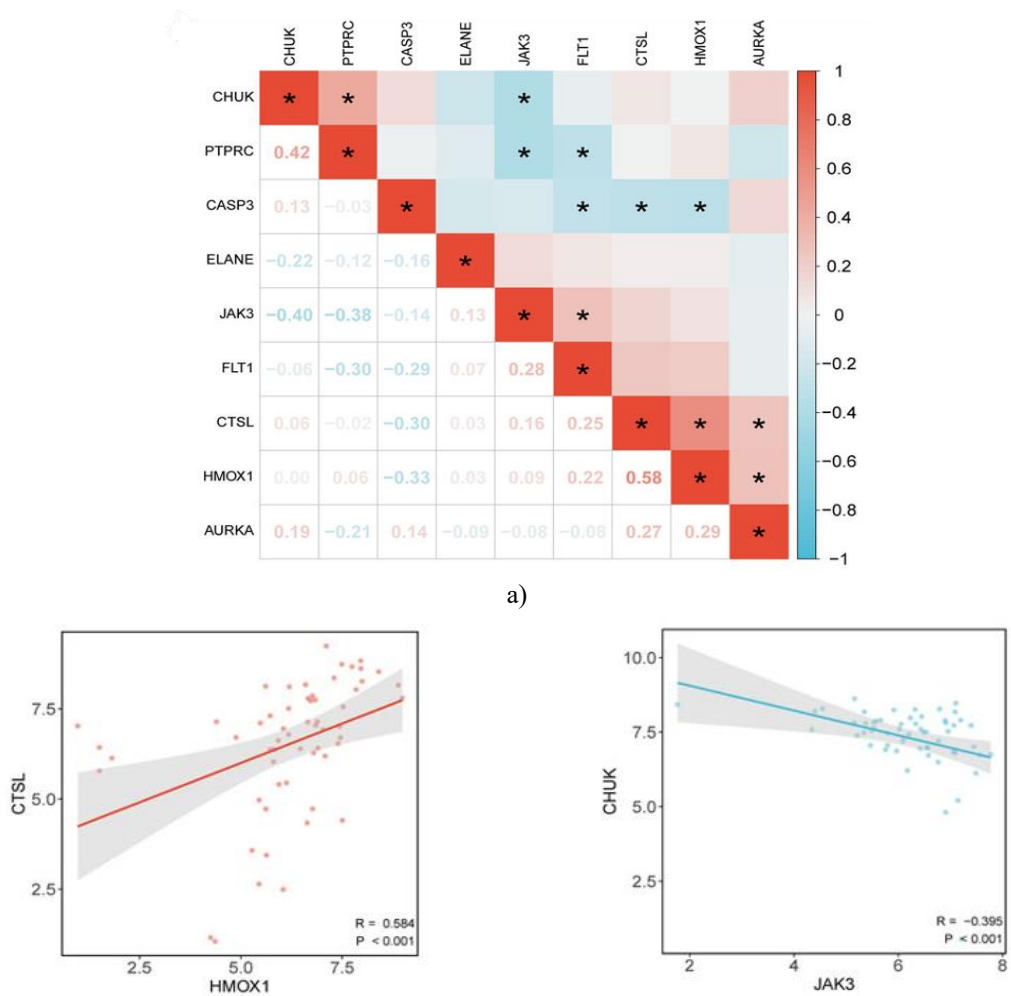 CHUK PTPRC CASP3 ELANE JAK3 FLT1 CTSL HMOX1 AURKA
CHUK * * * 1
PTPRC 0.42 * * * 0.8
CASP3 0.13 −0.03 * * * * 0.6
ELANE −0.22 −0.12 −0.16 * 0.4
0.2
JAK3 −0.40 −0.38 −0.14 0.13 * * 0
FLT1 −0.06 −0.30 −0.29 0.07 0.28 * −0.2
CTSL 0.06 −0.02 −0.30 0.03 0.16 0.25 * * * −0.4
−0.6
HMOX1 0.00 0.06 −0.33 0.03 0.09 0.22 0.58 * * −0.8
AURKA 0.19 −0.21 0.14 −0.09 −0.08 −0.08 0.27 0.29 * −1
a)
CTSL
7.5
5.0
2.5
R = 0.584
P < 0.001
2.5 5.0 7.5
HMOX1
CHUK
10.0
7.5
5.0
2.5
R = −0.395
P < 0.001
2 4 6 8
JAK3